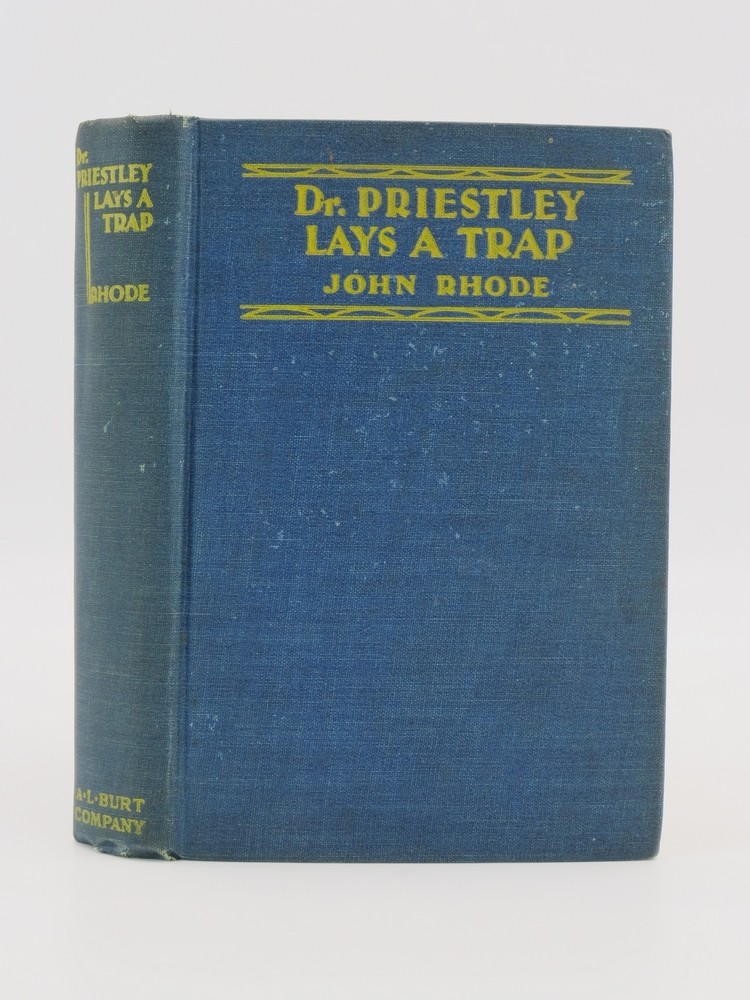 Dr.
PRIESTLEY
LAYS A
TRAP
RHODE
A·L·BURT
COMPANY
Dr. PRIESTLEY
LAYS A TRAP
JOHN RHODE